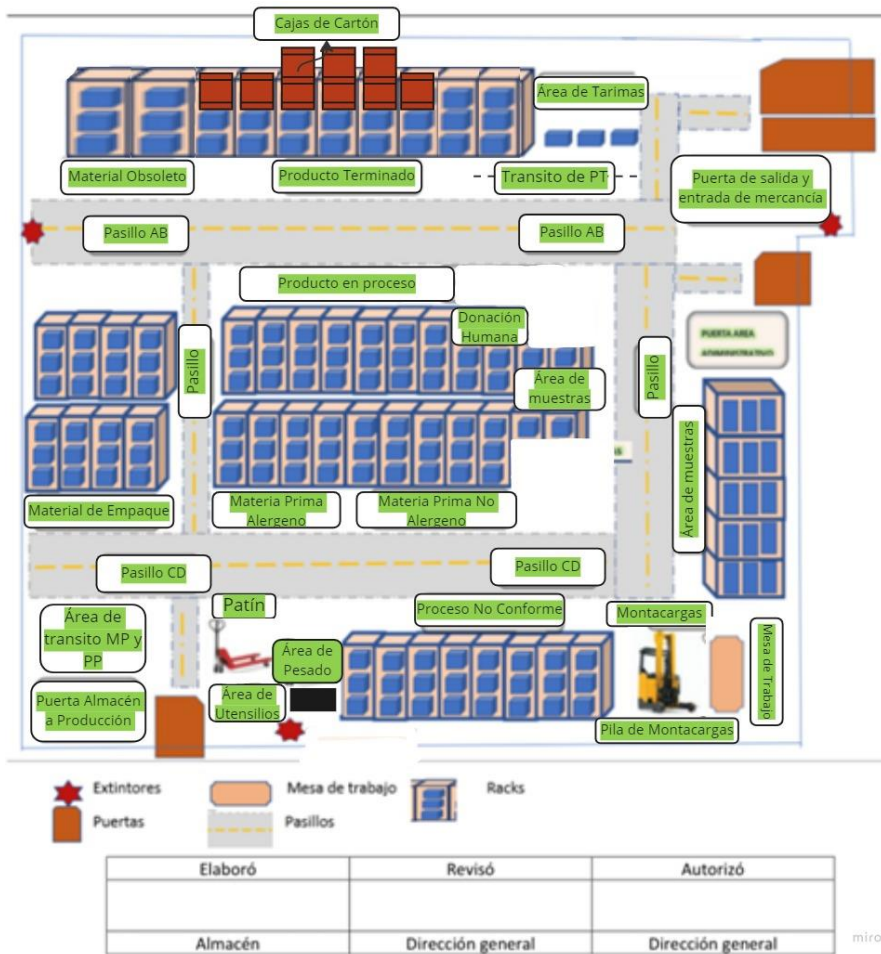 Cajas de Cartón
Área de Tarimas
Material Obsoleto
Producto Terminado
Transito de PT
Puerta de salida y
entrada de mercancía
Pasillo AB
Pasillo AB
Producto en proceso
Donación
Humana
PUERTA AREA
ADMINISTRATIVO
Pasillo
Pasillo
Área de
muestras
Área de muestras
Material de Empaque
Materia Prima
Alergeno
Materia Prima No
Alergeno
Pasillo CD
Pasillo CD
Área de
transito MP y
PP
Patín
Proceso No Conforme
Montacargas
Mesa de Trabajo
Área de
Pesado
Puerta Almacén
a Producción
Área de
Utensilios
Pila de Montacargas
Extintores
Mesa de trabajo
Racks
Puertas
Pasillos
Elaboró
Revisó
Autorizó
Almacén
Dirección general
Dirección general
miro